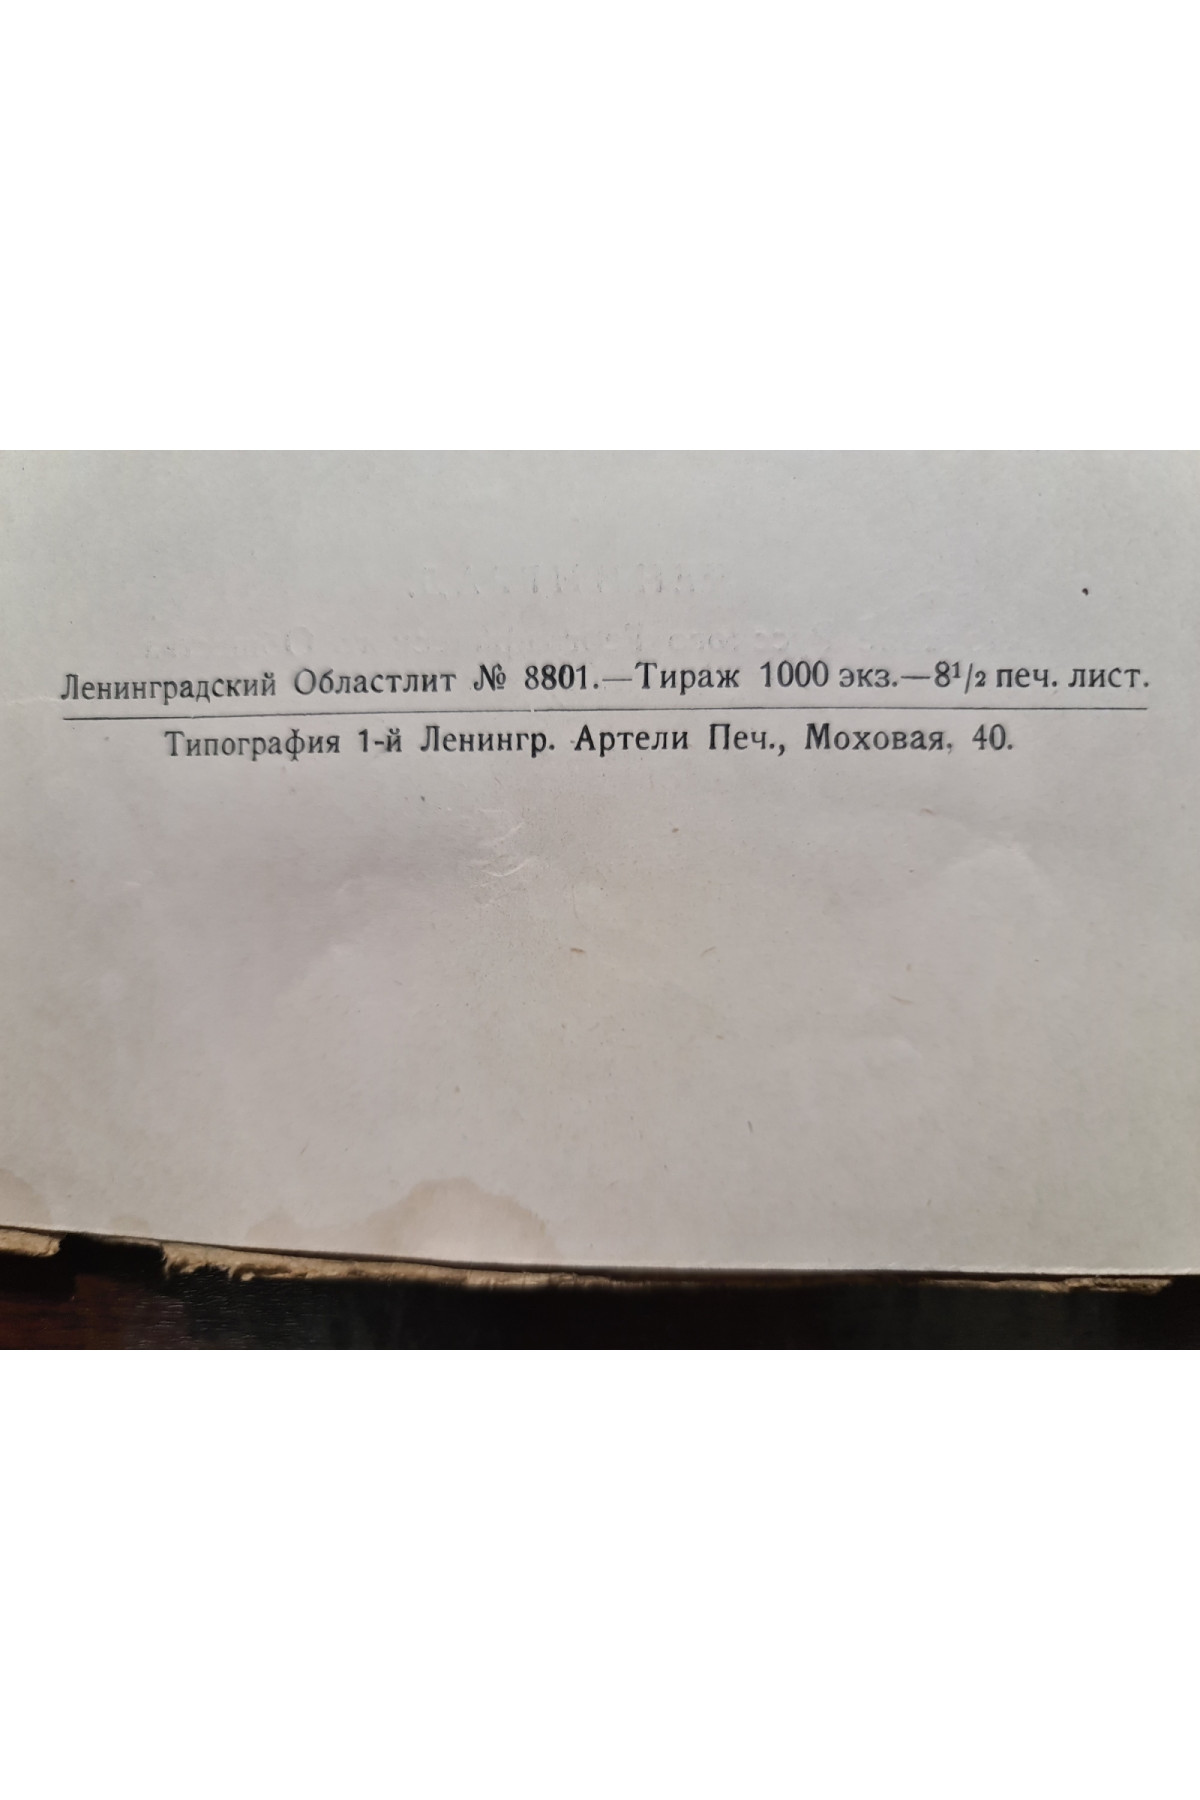 Ленинградский Областлит № 8801.—Тираж 1000 экз.—8¹/₂ печ. лист.
Типография 1-й Ленингр. Артели Печ., Моховая, 40.